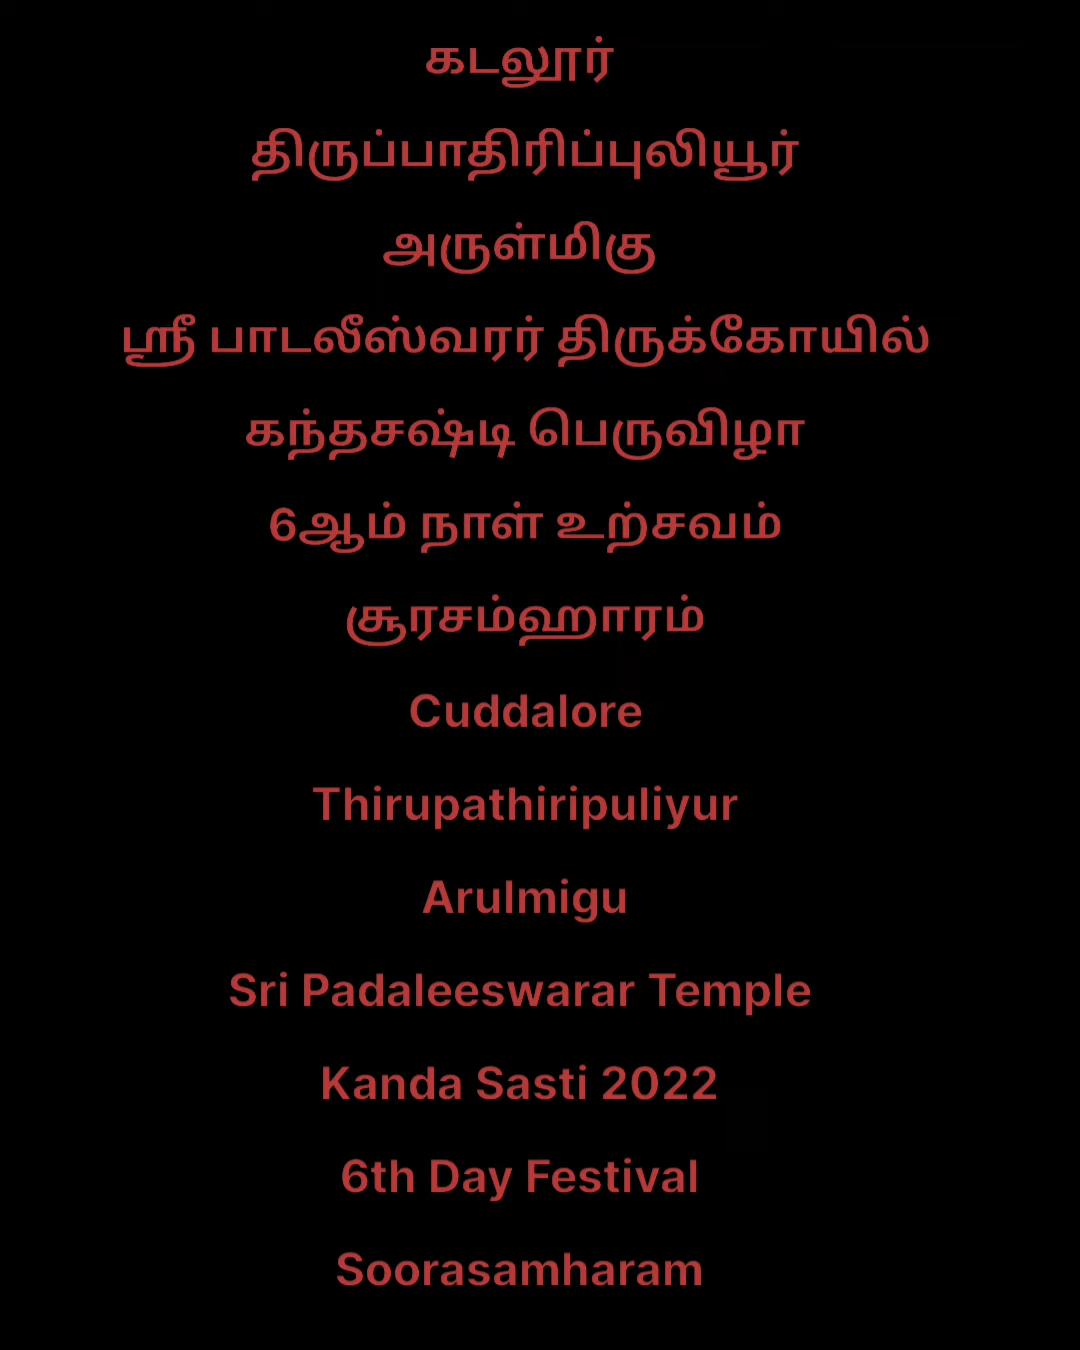 கடலூர்
திருப்பாதிரிப்புலியூர்
அருள்மிகு
ஸ்ரீ பாடலீஸ்வரர் திருக்கோயில்
கந்தசஷ்டி பெருவிழா
6ஆம் நாள் உற்சவம்
சூரசம்ஹாரம்
Cuddalore
Thirupathiripuliyur
Arulmigu
Sri Padaleeswarar Temple
Kanda Sasti 2022
6th Day Festival
Soorasamharam